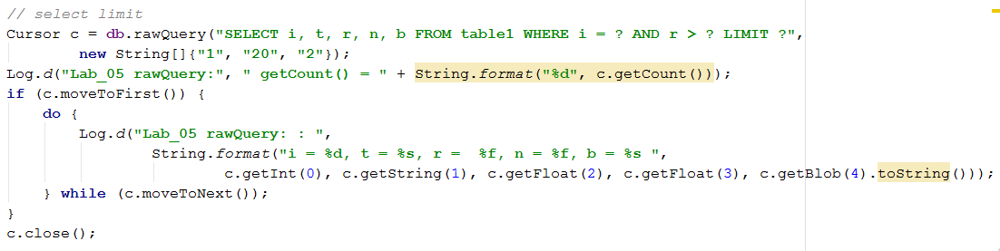 // select limit
Cursor c = db.rawQuery("SELECT i, t, r, n, b FROM table1 WHERE i = ? AND r > ? LIMIT ?",
        new String[]{"1", "20", "2"});
Log.d("Lab_05 rawQuery:", " getCount() = " + String.format("%d", c.getCount()));
if (c.moveToFirst()) {
    do {
        Log.d("Lab_05 rawQuery: : ",
                String.format("i = %d, t = %s, r =  %f, n = %f, b = %s ",
                        c.getInt(0), c.getString(1), c.getFloat(2), c.getFloat(3), c.getBlob(4).toString()));
    } while (c.moveToNext());
}
c.close();